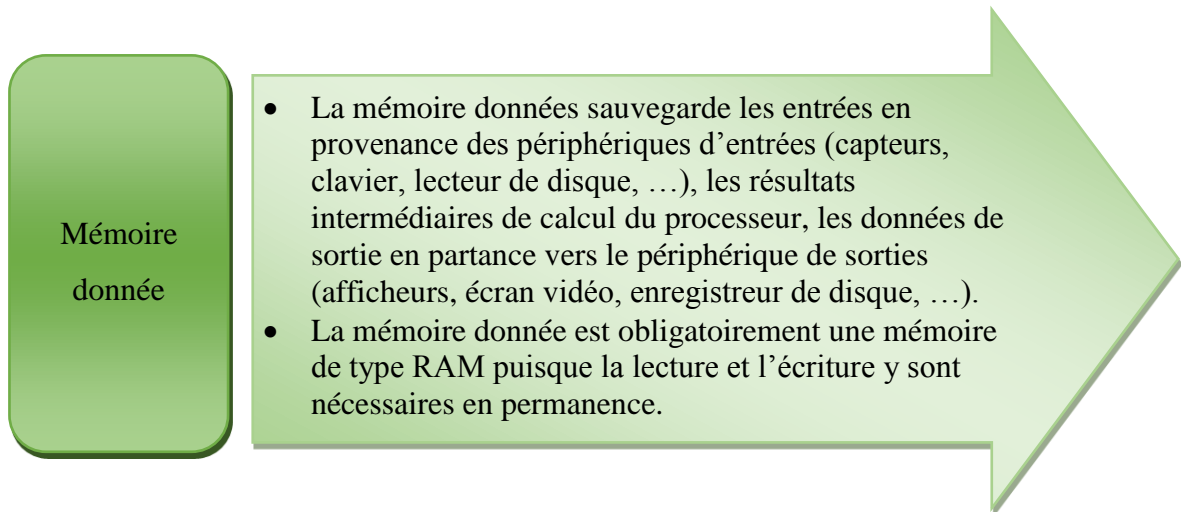 Mémoire
donnée
• La mémoire données sauvegarde les entrées en
provenance des périphériques d’entrées (capteurs,
clavier, lecteur de disque, …), les résultats
intermédiaires de calcul du processeur, les données de
sortie en partance vers le périphérique de sorties
(afficheurs, écran vidéo, enregistreur de disque, …).
• La mémoire donnée est obligatoirement une mémoire
de type RAM puisque la lecture et l’écriture y sont
nécessaires en permanence.